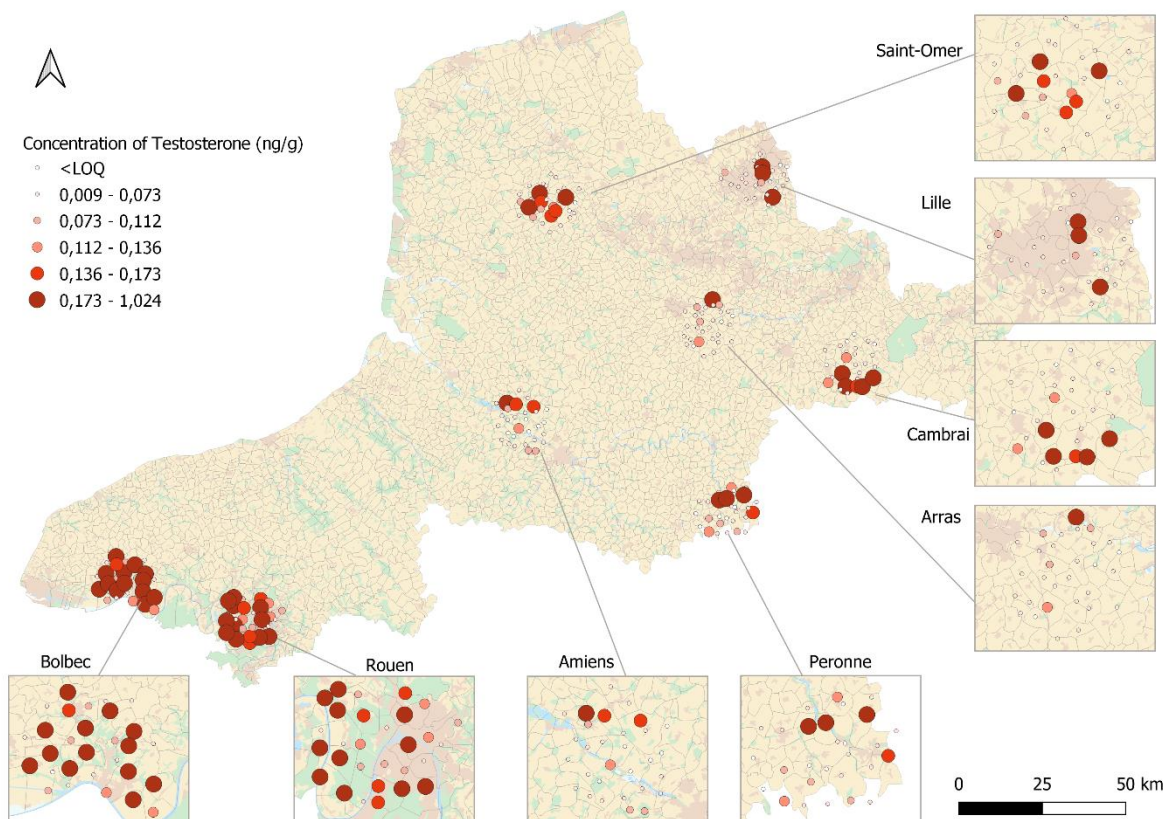 Saint-Omer
Concentration of Testosterone (ng/g)
<LOQ
0,009 - 0,073
0,073 - 0,112
0,112 - 0,136
0,136 - 0,173
0,173 - 1,024
Lille
Cambrai
Arras
Bolbec
Rouen
Amiens
Peronne
0 25 50 km